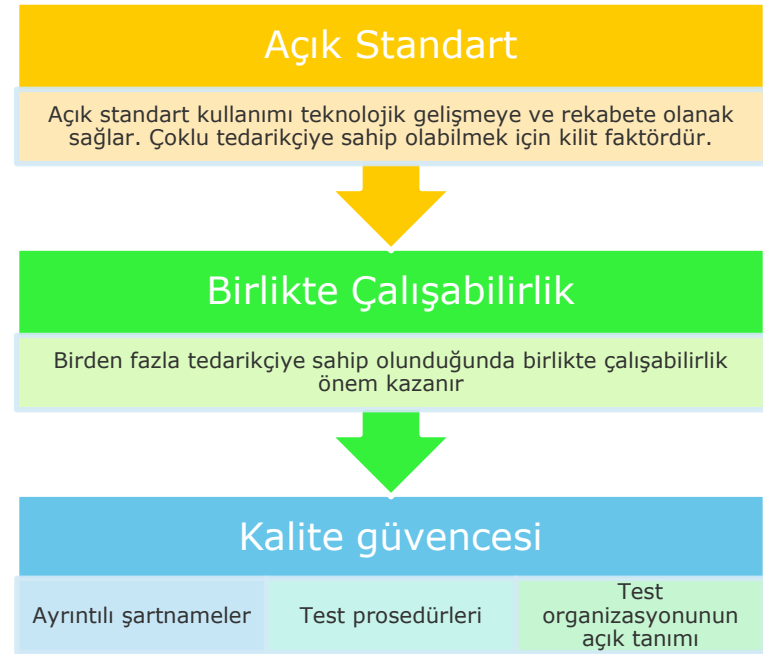 Açık Standart
Açık standart kullanımı teknolojik gelişmeye ve rekabete olanak
sağlar. Çoklu tedarikçiye sahip olabilmek için kilit faktördür.
Birlikte Çalışabilirlik
Birden fazla tedarikçiye sahip olunduğunda birlikte çalışabilirlik
önem kazanır
Kalite güvencesi
Ayrıntılı şartnameler
Test prosedürleri
Test
organizasyonunun
açık tanımı